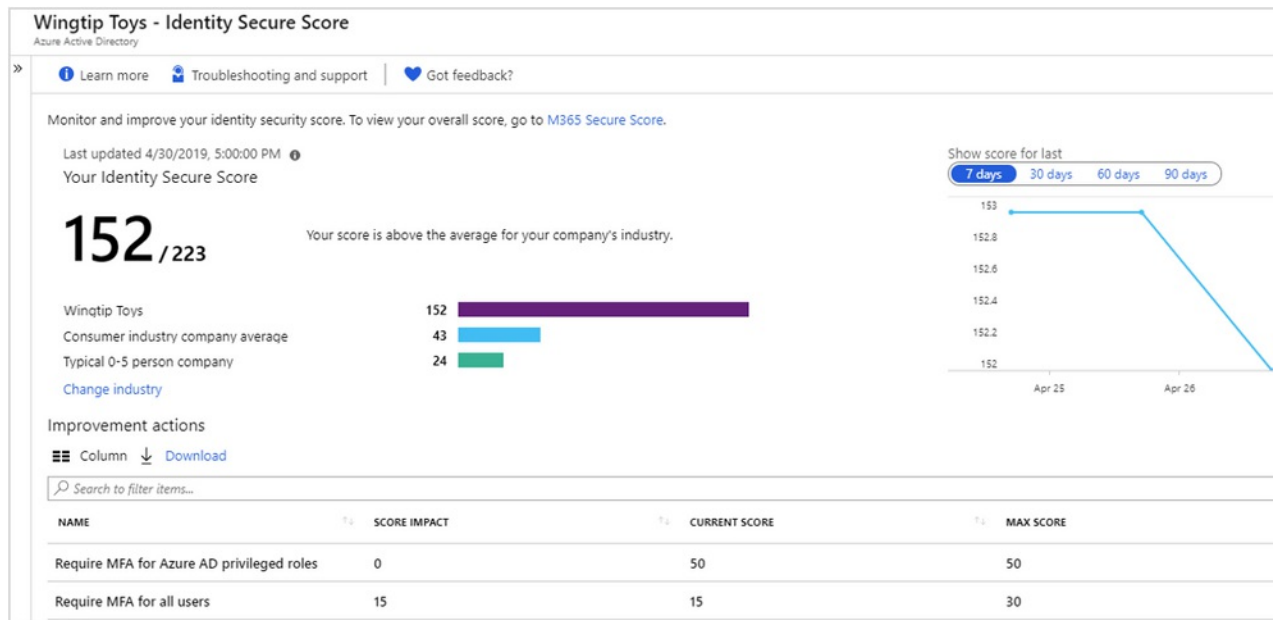 Wingtip Toys - Identity Secure Score
Azure Active Directory
»
Learn more Troubleshooting and support Got feedback?
Monitor and improve your identity security score. To view your overall score, go to M365 Secure Score.
Last updated 4/30/2019, 5:00:00 PM
Your Identity Secure Score
152/223
Your score is above the average for your company's industry.
Wingtip Toys 152
Consumer industry company average 43
Typical 0-5 person company 24
Change industry
Show score for last
7 days 30 days 60 days 90 days
153
152.8
152.6
152.4
152.2
152
Apr 25 Apr 26
Improvement actions
Column Download
Search to filter items...
NAME SCORE IMPACT CURRENT SCORE MAX SCORE
Require MFA for Azure AD privileged roles 0 50 50
Require MFA for all users 15 15 30